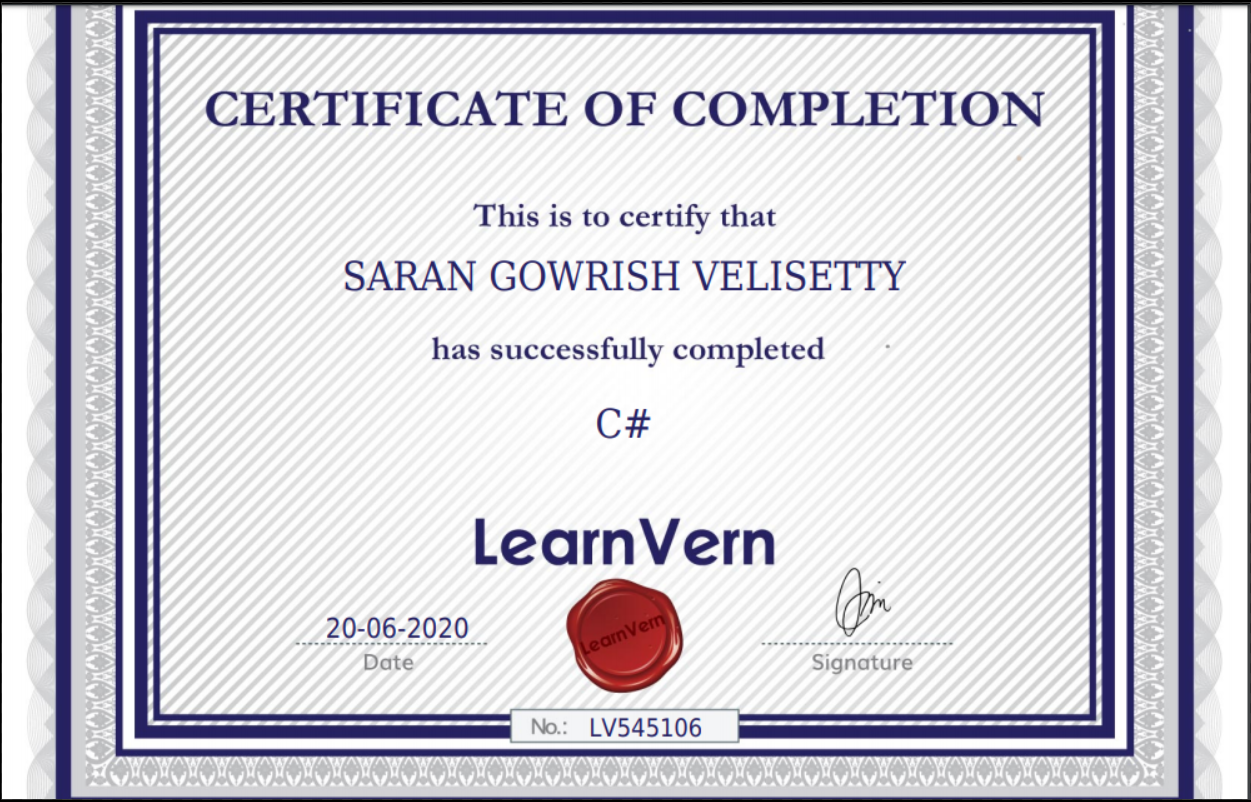 CERTIFICATE OF COMPLETION
This is to certify that
SARAN GOWRISH VELISETTY
has successfully completed
C#
LearnVern
LearnVern
20-06-2020
Date
Signature
No.: LV545106